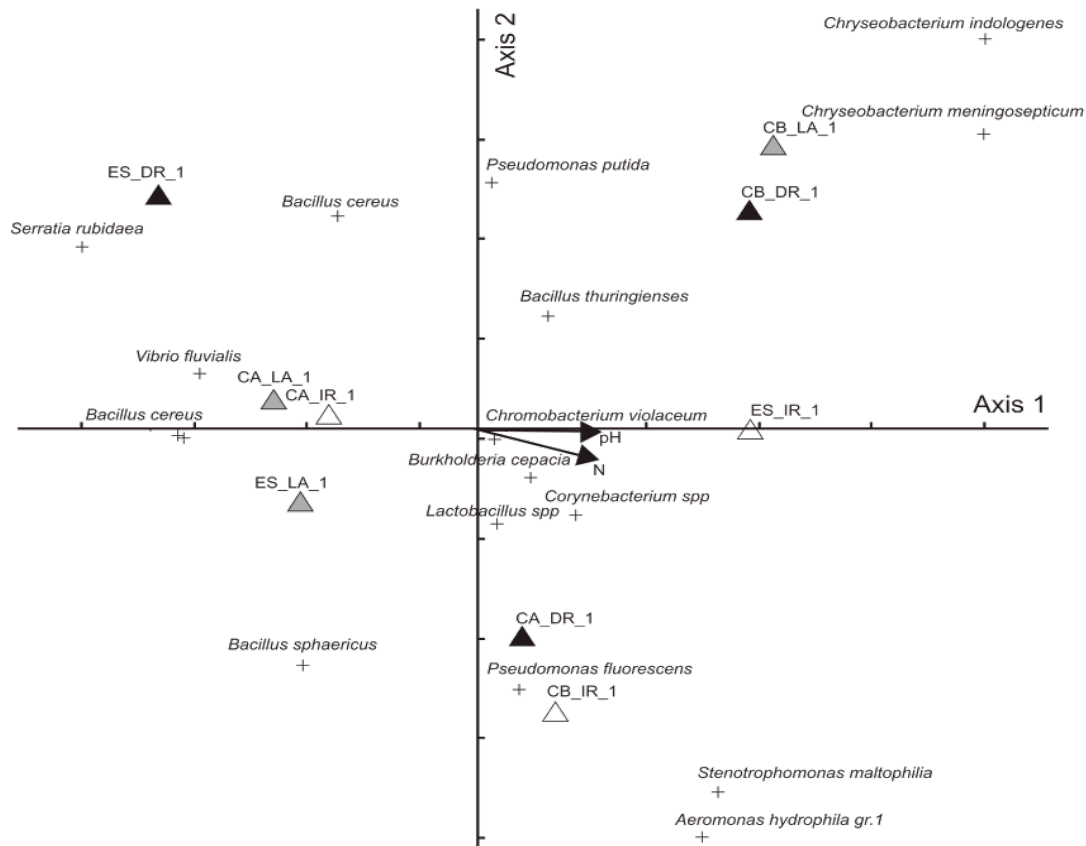 Chryseobacterium indologenes
Axis 2
Chryseobacterium meningosepticum
CB_LA_1
Pseudomonas putida
ES_DR_1
CB_DR_1
Bacillus cereus
Serratia rubidaea
Bacillus thuringienses
Vibrio fluvialis
CA_LA_1
CA_IR_1
Axis 1
Bacillus cereus
Chromobacterium violaceum
ES_IR_1
pH
Burkholderia cepacia
N
ES_LA_1
Corynebacterium spp
Lactobacillus spp
CA_DR_1
Bacillus sphaericus
Pseudomonas fluorescens
CB_IR_1
Stenotrophomonas maltophilia
Aeromonas hydrophila gr.1